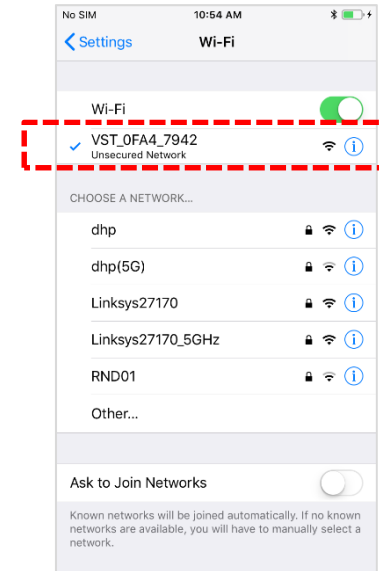 No SIM 10:54 AM
Settings Wi-Fi
Wi-Fi
VST_0FA4_7942
Unsecured Network
CHOOSE A NETWORK...
dhp
dhp(5G)
Linksys27170
Linksys27170_5GHz
RND01
Other...
Ask to Join Networks
Known networks will be joined automatically. If no known
networks are available, you will have to manually select a
network.